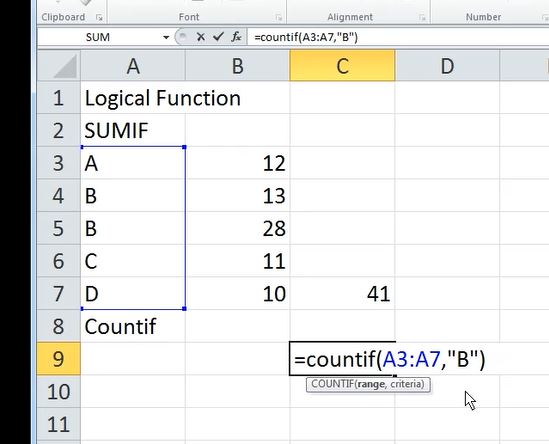 Clipboard Font Alignment Number
SUM fx =countif(A3:A7,"B")
A B C D
1 Logical Function
2 SUMIF
3 A 12
4 B 13
5 B 28
6 C 11
7 D 10 41
8 Countif
9 =countif(A3:A7,"B")
COUNTIF(range, criteria)
10
11